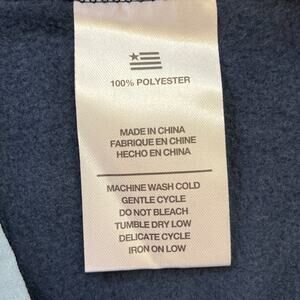 100% POLYESTER
MADE IN CHINA
FABRIQUE EN CHINE
HECHO EN CHINA
MACHINE WASH COLD
GENTLE CYCLE
DO NOT BLEACH
TUMBLE DRY LOW
DELICATE CYCLE
IRON ON LOW